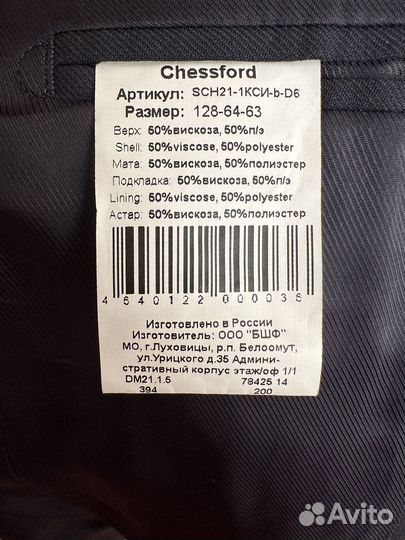 Chessford
Артикул: SCH21-1КСИ-b-D6
Размер: 128-64-63
Верх: 50%вискоза, 50%п/э
Shell: 50%viscose, 50%polyester
Мата: 50%вискоза, 50%полиэстер
Подкладка: 50%вискоза, 50%п/э
Lining: 50%viscose, 50%polyester
Астар: 50%вискоза, 50%полиэстер
4640122000036
Изготовлено в России
Изготовитель: ООО "БШФ"
МО, г.Луховицы, р.п. Белоомут,
ул.Урицкого д.35 Админи-
стративный корпус этаж/оф 1/1
DM21.1.5 78425 14
394 200
Avito